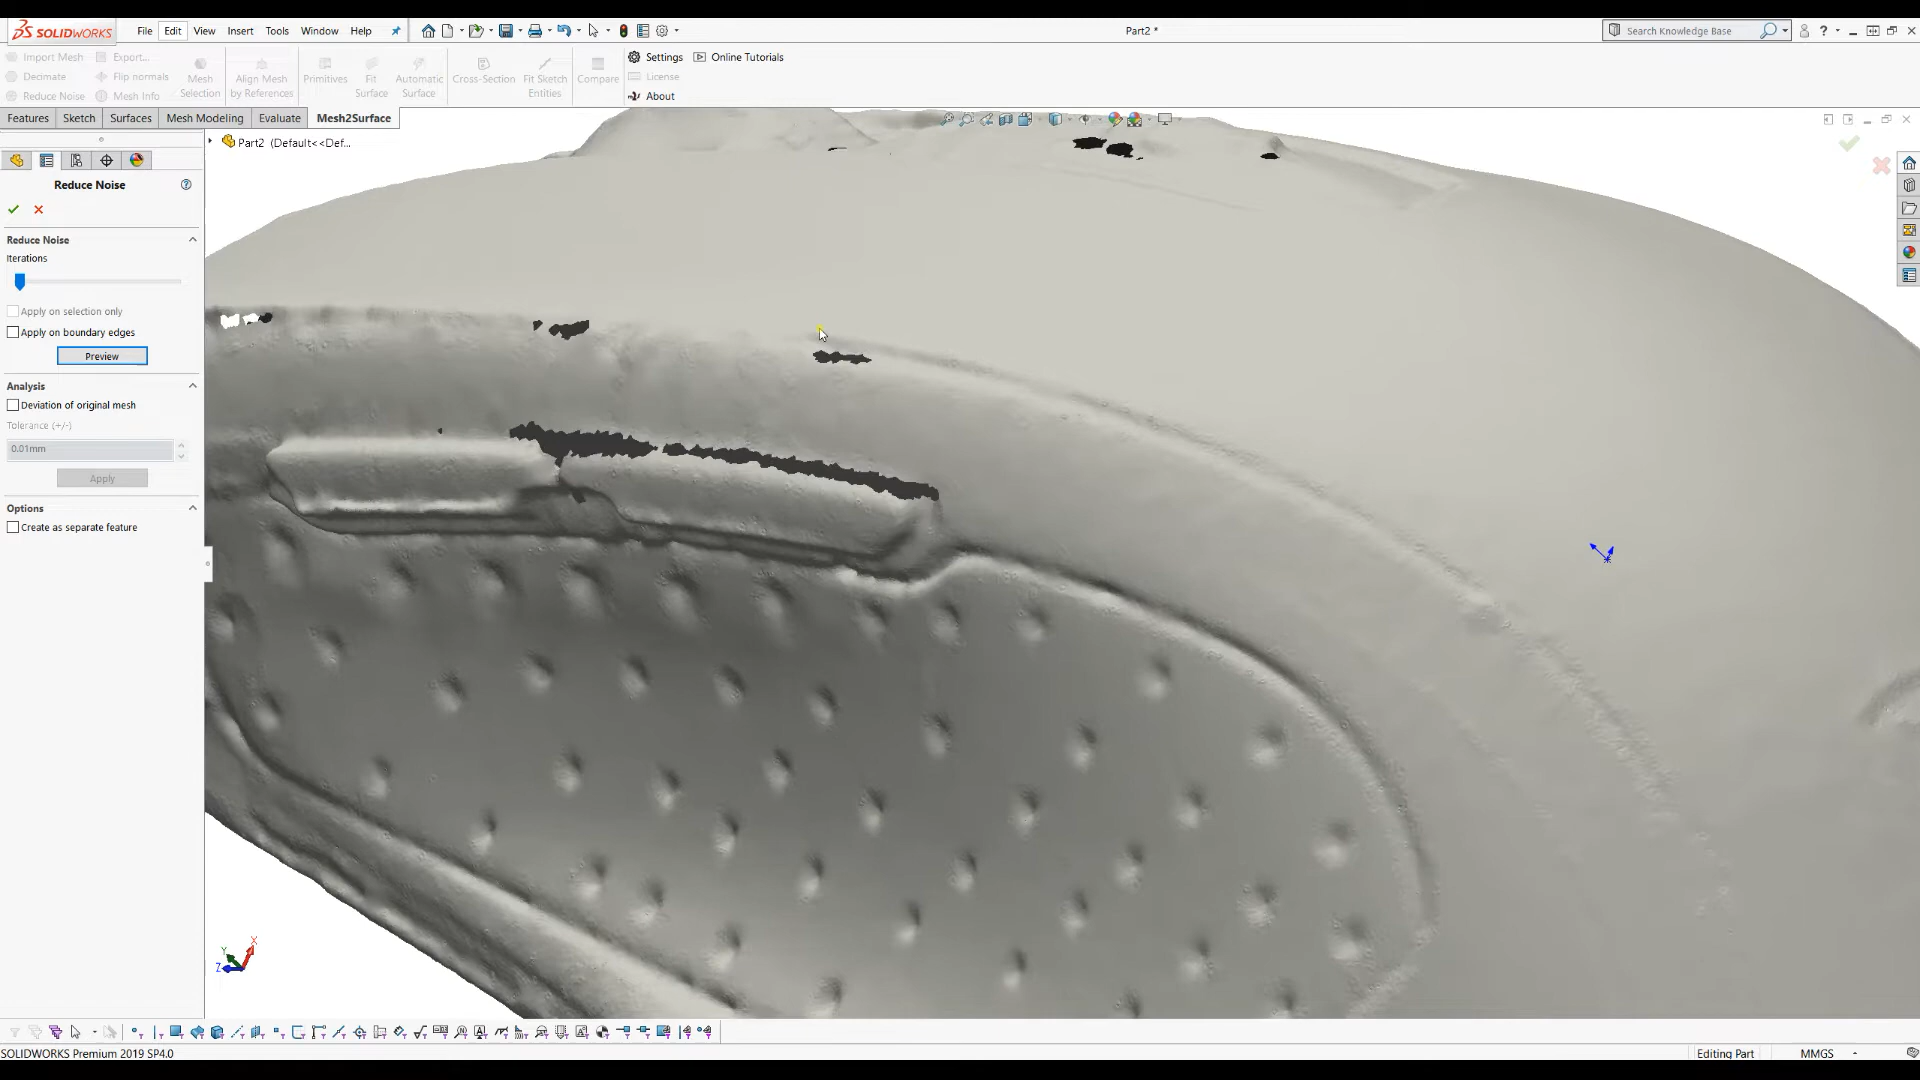 SOLIDWORKS File Edit View Insert Tools Window Help Part2 * Search Knowledge Base ?
Import Mesh Export... Settings Online Tutorials
Decimate Flip normals Mesh Selection Align Mesh by References Primitives Fit Surface Automatic Surface Cross-Section Fit Sketch Entities Compare License
Reduce Noise Mesh Info About
Features Sketch Surfaces Mesh Modeling Evaluate Mesh2Surface
Part2 (Default<<Def...
Reduce Noise ?
Reduce Noise
Iterations
Apply on selection only
Apply on boundary edges
Preview
Analysis
Deviation of original mesh
Tolerance (+/-)
0.01mm
Apply
Options
Create as separate feature
Y X
Z
SOLIDWORKS Premium 2019 SP4.0 Editing Part MMGS